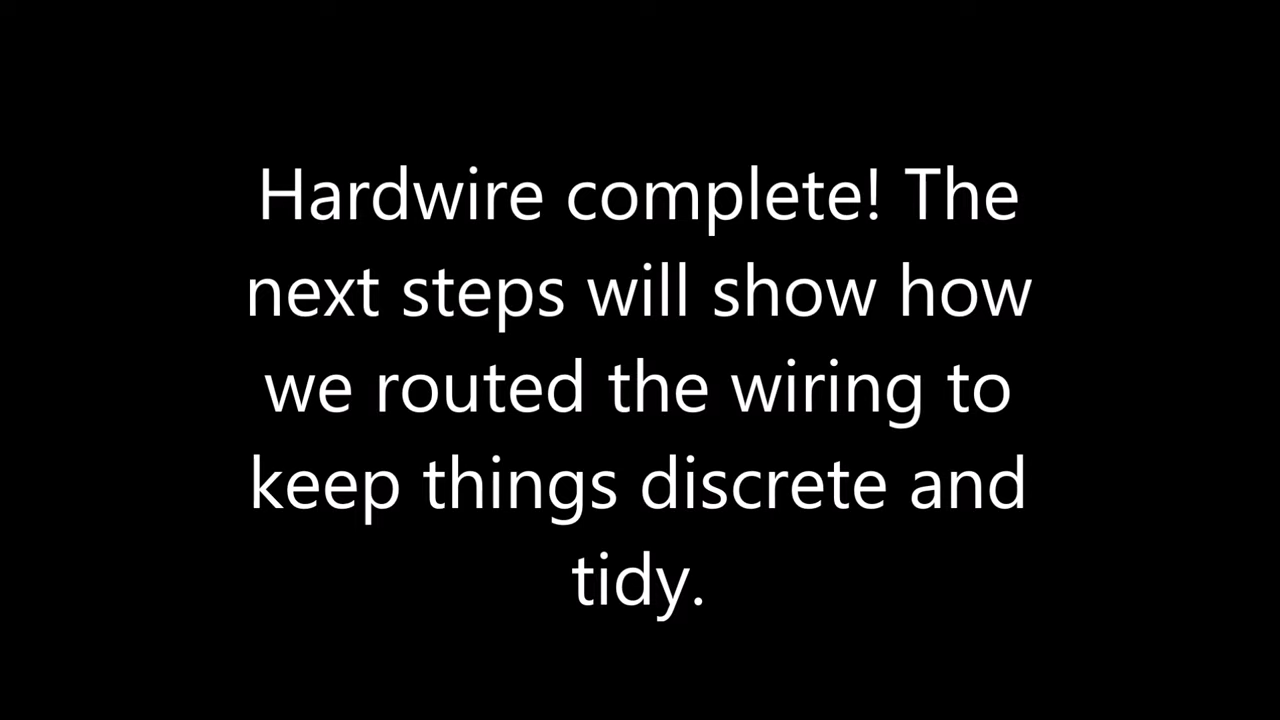 Hardwire complete! The
next steps will show how
we routed the wiring to
keep things discrete and
tidy.